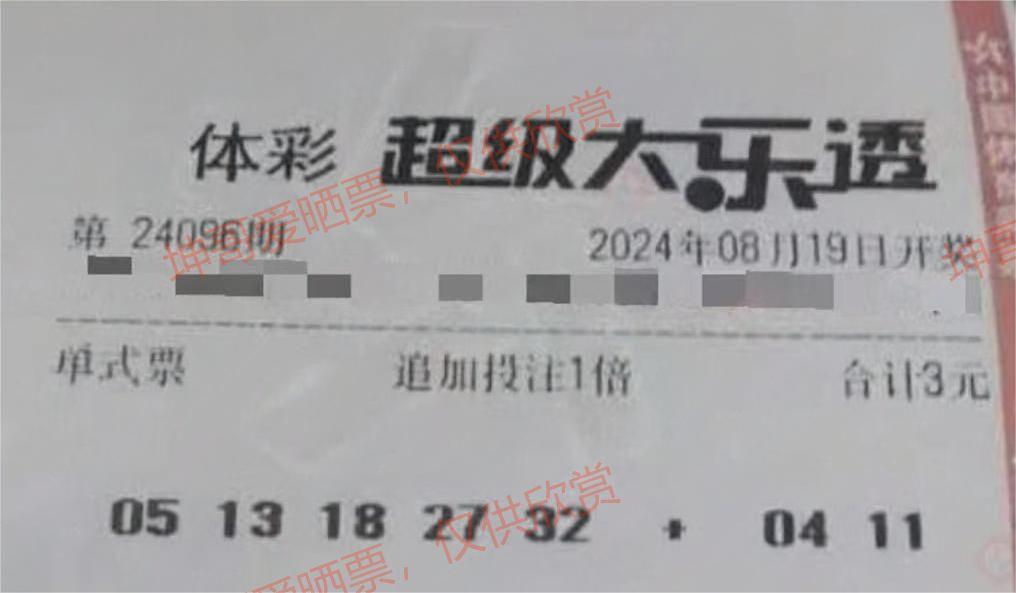 体彩 超级大乐透
第 24096期 2024年08月19日开奖
单式票 追加投注1倍 合计3元
05 13 18 27 32 + 04 11
坤哥爱晒票，仅供欣赏
爱晒票，仅供欣赏
坤